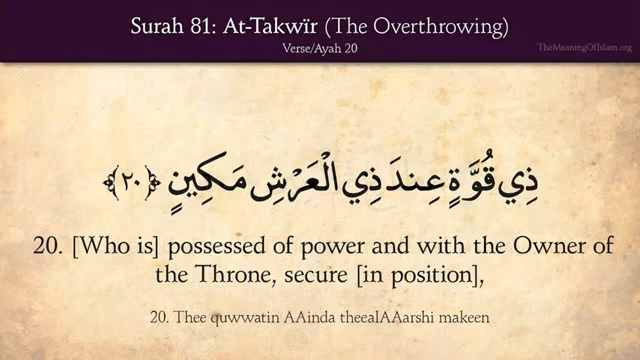 Surah 81: At-Takwïr (The Overthrowing)
Verse/Ayah 20
TheMeaningOfIslam.org
ذِي قُوَّةٍ عِندَ ذِي الْعَرْشِ مَكِينٍ ﴿٢٠﴾
20. [Who is] possessed of power and with the Owner of
the Throne, secure [in position],
20. Thee quwwatin AAinda theealAAarshi makeen